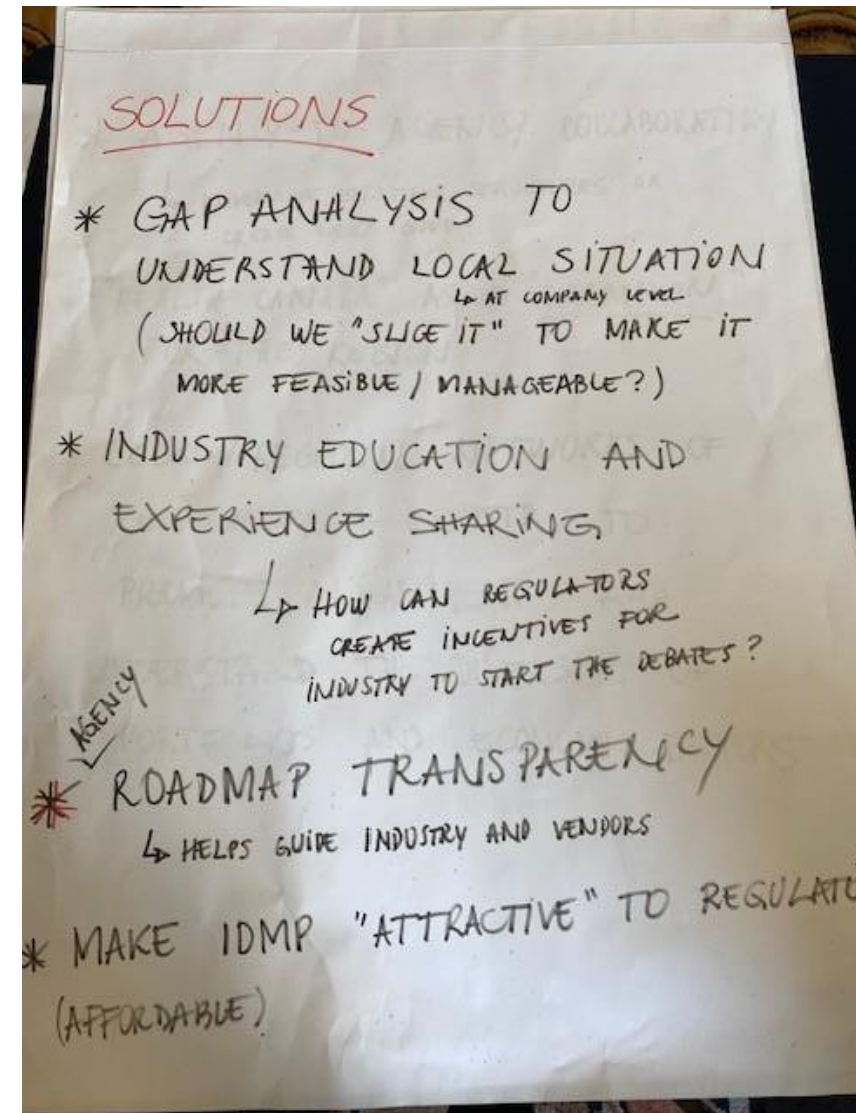 SOLUTIONS
* GAP ANALYSIS TO
UNDERSTAND LOCAL SITUATION
↳ AT COMPANY LEVEL
(SHOULD WE "SLICE IT" TO MAKE IT
MORE FEASIBLE / MANAGEABLE?)
* INDUSTRY EDUCATION AND
EXPERIENCE SHARING
↳ HOW CAN REGULATORS
CREATE INCENTIVES FOR
INDUSTRY TO START THE DEBATES?
AGENCY
* ROADMAP TRANSPARENCY
↳ HELPS GUIDE INDUSTRY AND VENDORS
* MAKE IDMP "ATTRACTIVE" TO
(AFFORDABLE)